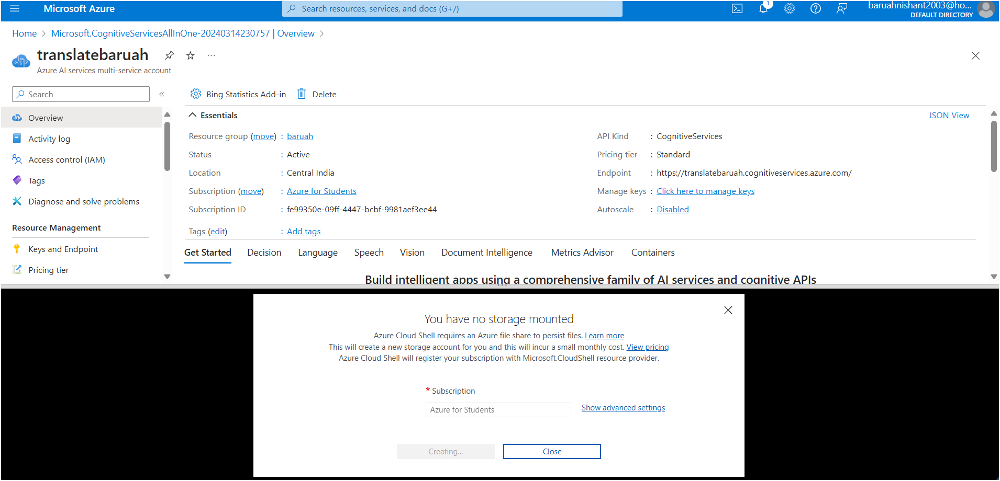 Microsoft Azure
Search resources, services, and docs (G+/)
1
baruahnishant2003@ho...
DEFAULT DIRECTORY
Home > Microsoft.CognitiveServicesAllInOne-20240314230757 | Overview >
translatebaruah
...
Azure AI services multi-service account
Search
«
Bing Statistics Add-in
Delete
Overview
Activity log
Access control (IAM)
Tags
Diagnose and solve problems
Resource Management
Keys and Endpoint
Pricing tier
Essentials
JSON View
Resource group (move) : baruah
Status : Active
Location : Central India
Subscription (move) : Azure for Students
Subscription ID : fe99350e-09ff-4447-bcbf-9981aef3ee44
Tags (edit) : Add tags
API Kind : CognitiveServices
Pricing tier : Standard
Endpoint : https://translatebaruah.cognitiveservices.azure.com/
Manage keys : Click here to manage keys
Autoscale : Disabled
Get Started Decision Language Speech Vision Document Intelligence Metrics Advisor Containers
Build intelligent apps using a comprehensive family of AI services and cognitive APIs
You have no storage mounted
Azure Cloud Shell requires an Azure file share to persist files. Learn more
This will create a new storage account for you and this will incur a small monthly cost. View pricing
Azure Cloud Shell will register your subscription with Microsoft.CloudShell resource provider.
* Subscription
Azure for Students
Show advanced settings
Creating...
Close